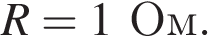 R = 1 Ом.